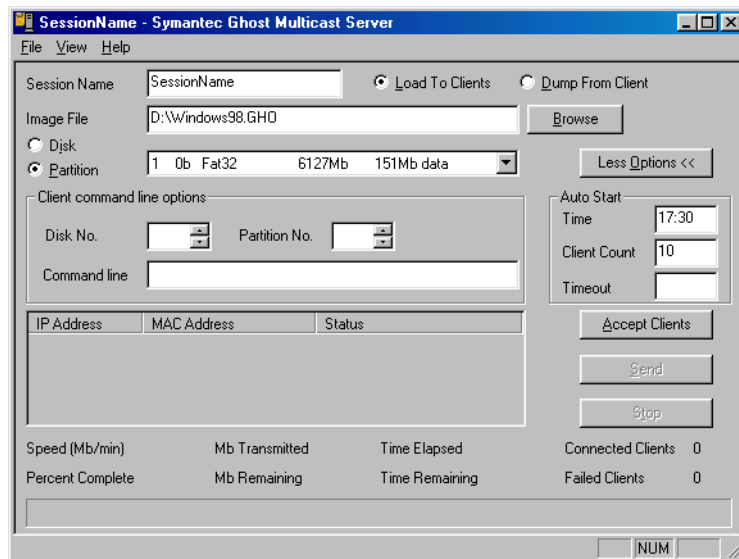 SessionName - Symantec Ghost Multicast Server
File View Help
Session Name SessionName Load To Clients Dump From Client
Image File D:\Windows98.GHO Browse
Disk
Partition 1 0b Fat32 6127Mb 151Mb data Less Options <<
Client command line options Auto Start
Time 17:30
Disk No. Partition No. Client Count 10
Command line Timeout
IP Address MAC Address Status Accept Clients
Send
Stop
Speed (Mb/min) Mb Transmitted Time Elapsed Connected Clients 0
Percent Complete Mb Remaining Time Remaining Failed Clients 0
NUM